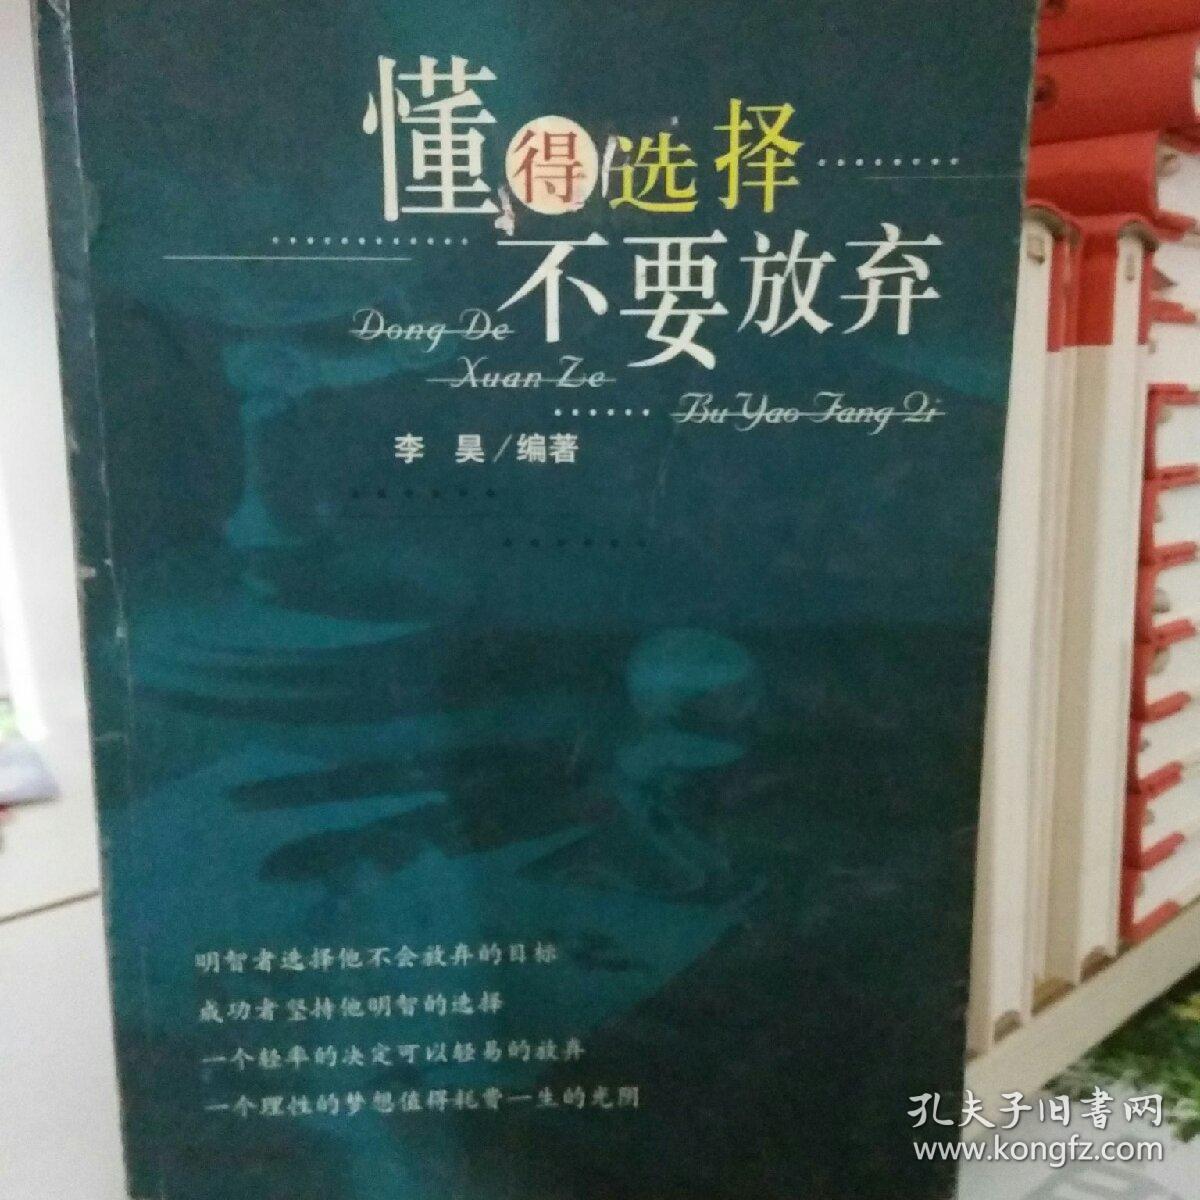 懂得选择
不要放弃
Dong De
Xuan Ze
Bu Yao Fang Qi
李 昊/编著
明智者选择他不会放弃的目标
成功者坚持他明智的选择
一个轻率的决定可以轻易的放弃
一个理性的梦想值得耗费一生的光阴
孔夫子旧書网
www.kongfz.com